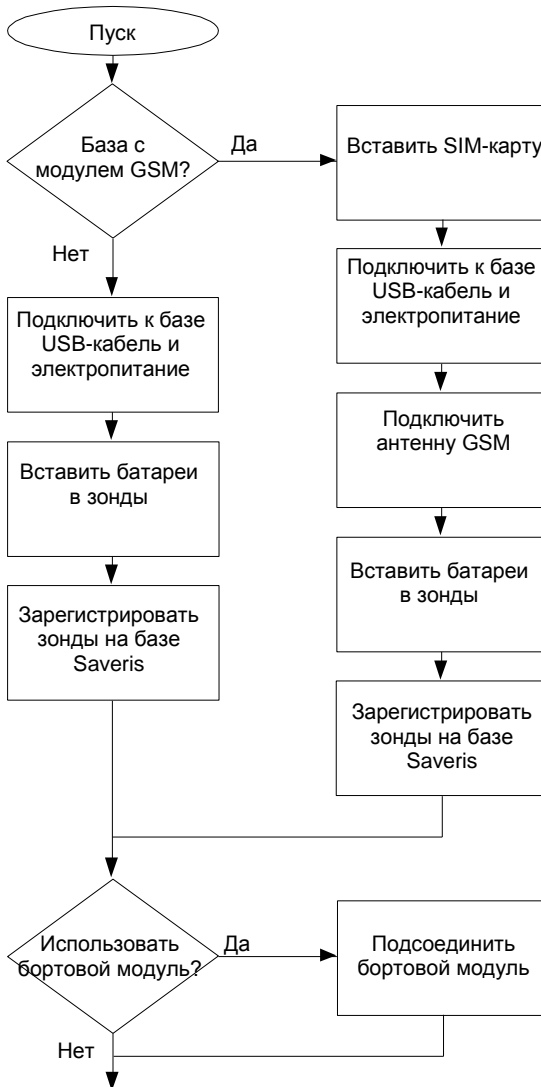 Пуск
База с
модулем GSM?
Да
Вставить SIM-карту
Нет
Подключить к базе
USB-кабель и
электропитание
Подключить к базе
USB-кабель и
электропитание
Вставить батареи
в зонды
Подключить
антенну GSM
Зарегистрировать
зонды на базе
Saveris
Вставить батареи
в зонды
Зарегистрировать
зонды на базе
Saveris
Использовать
бортовой модуль?
Да
Подсоединить
бортовой модуль
Нет